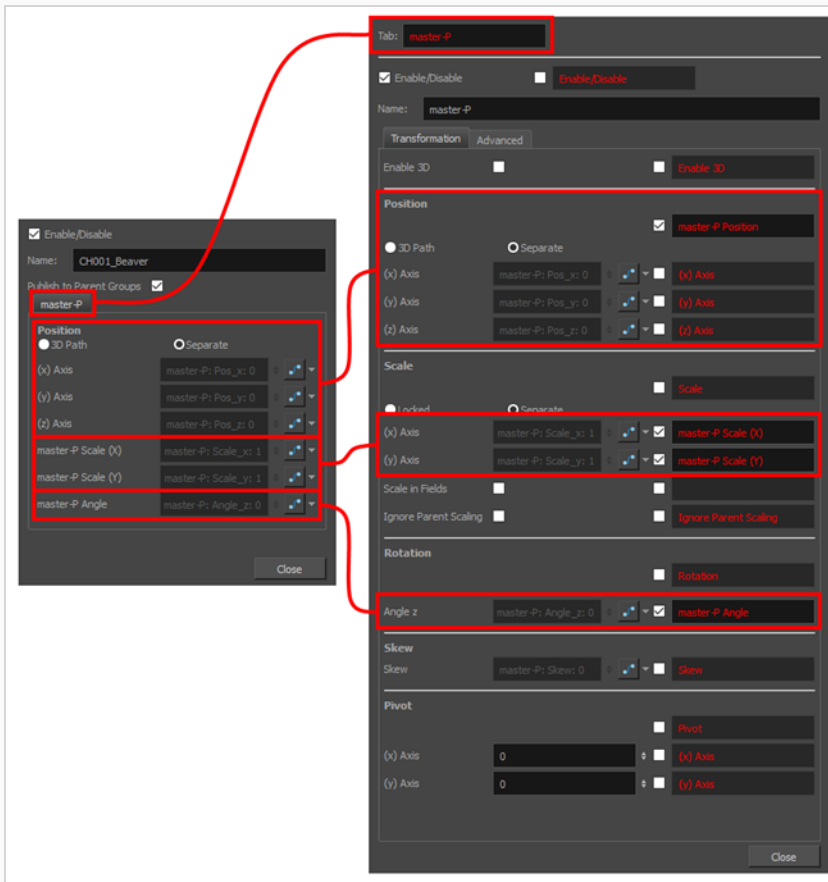 Enable/Disable
Name: CH001_Beaver
Publish to Parent Groups
master-P
Position
3D Path Separate
(x) Axis master-P: Pos_x: 0
(y) Axis master-P: Pos_y: 0
(z) Axis master-P: Pos_z: 0
master-P Scale (X) master-P: Scale_x: 1
master-P Scale (Y) master-P: Scale_y: 1
master-P Angle master-P: Angle_z: 0
Close
Tab: master-P
Enable/Disable Enable/Disable
Name: master-P
Transformation Advanced
Enable 3D Enable 3D
Position
master-P Position
3D Path Separate
(x) Axis master-P: Pos_x: 0 (x) Axis
(y) Axis master-P: Pos_y: 0 (y) Axis
(z) Axis master-P: Pos_z: 0 (z) Axis
Scale
Scale
Locked Separate
(x) Axis master-P: Scale_x: 1 master-P Scale (X)
(y) Axis master-P: Scale_y: 1 master-P Scale (Y)
Scale in Fields
Ignore Parent Scaling Ignore Parent Scaling
Rotation
Rotation
Angle z master-P: Angle_z: 0 master-P Angle
Skew
Skew master-P: Skew: 0 Skew
Pivot
Pivot
(x) Axis 0 (x) Axis
(y) Axis 0 (y) Axis
Close